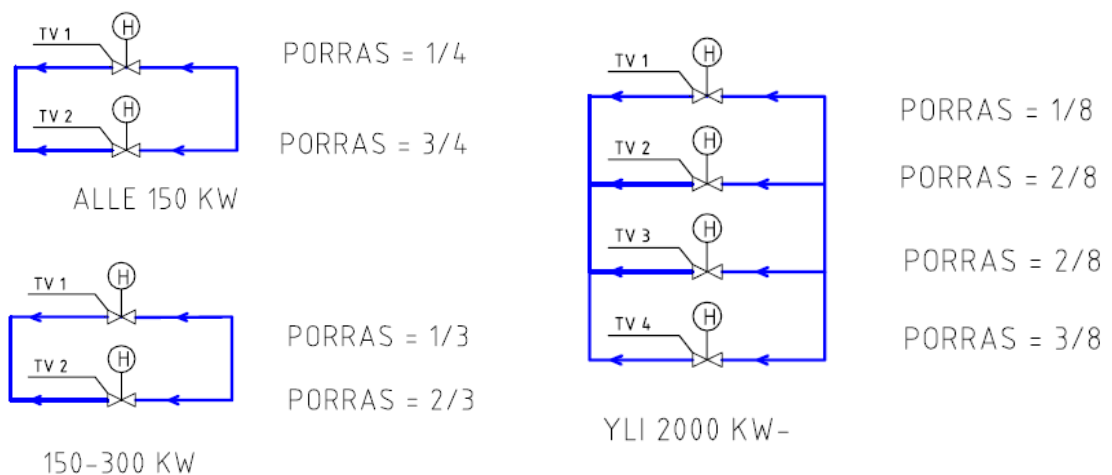 H
TV 1
PORRAS = 1/4
H
TV 2
PORRAS = 3/4
ALLE 150 KW
H
TV 1
PORRAS = 1/3
H
TV 2
PORRAS = 2/3
150-300 KW
H
TV 1
PORRAS = 1/8
H
TV 2
PORRAS = 2/8
H
TV 3
PORRAS = 2/8
H
TV 4
PORRAS = 3/8
YLI 2000 KW-